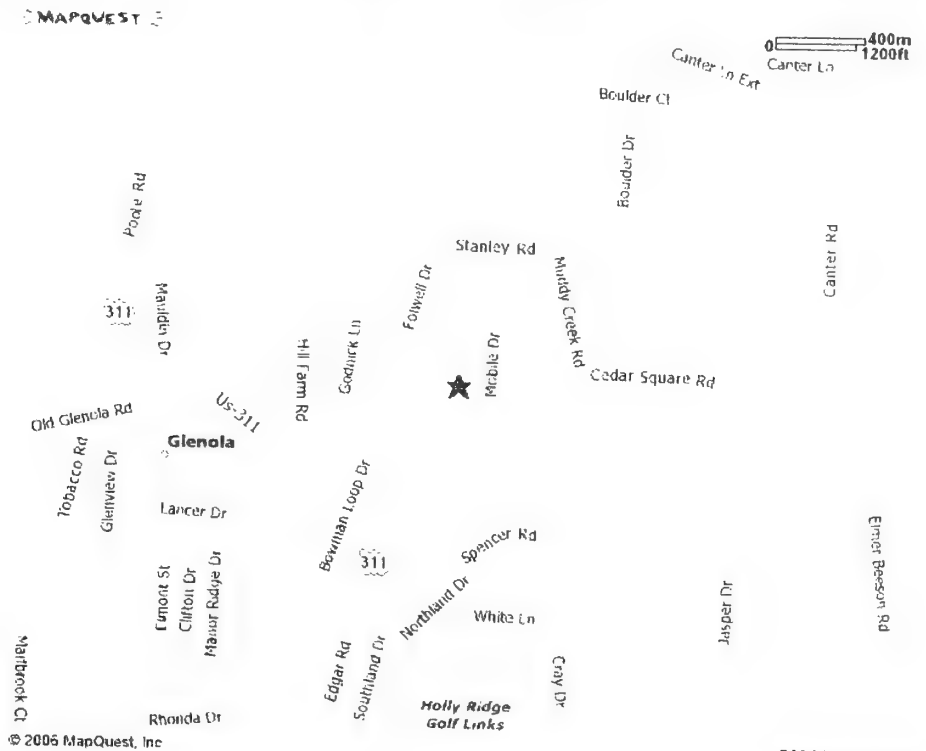 MAPQUEST
0 400m
1200ft
Canter Ln Ext
Canter Ln
Boulder Ct
Boulder Dr
Poole Rd
Stanley Rd
Canter Rd
Folwell Dr
Muddy Creek Rd
311
Mauldin Dr
Hill Farm Rd
Godnick Ln
Mobile Dr
Cedar Square Rd
Old Glenola Rd
Us-311
Glenola
Tobacco Rd
Glenview Dr
Bowman Loop Dr
Lancer Dr
Spencer Rd
311
Elmer Beeson Rd
Elmont St
Clifton Dr
Manor Ridge Dr
Northland Dr
White Ln
Jasper Dr
Marlbrook Ct
Edgar Rd
Southland Dr
Cray Dr
Holly Ridge
Golf Links
Rhonda Dr
© 2006 MapQuest, Inc